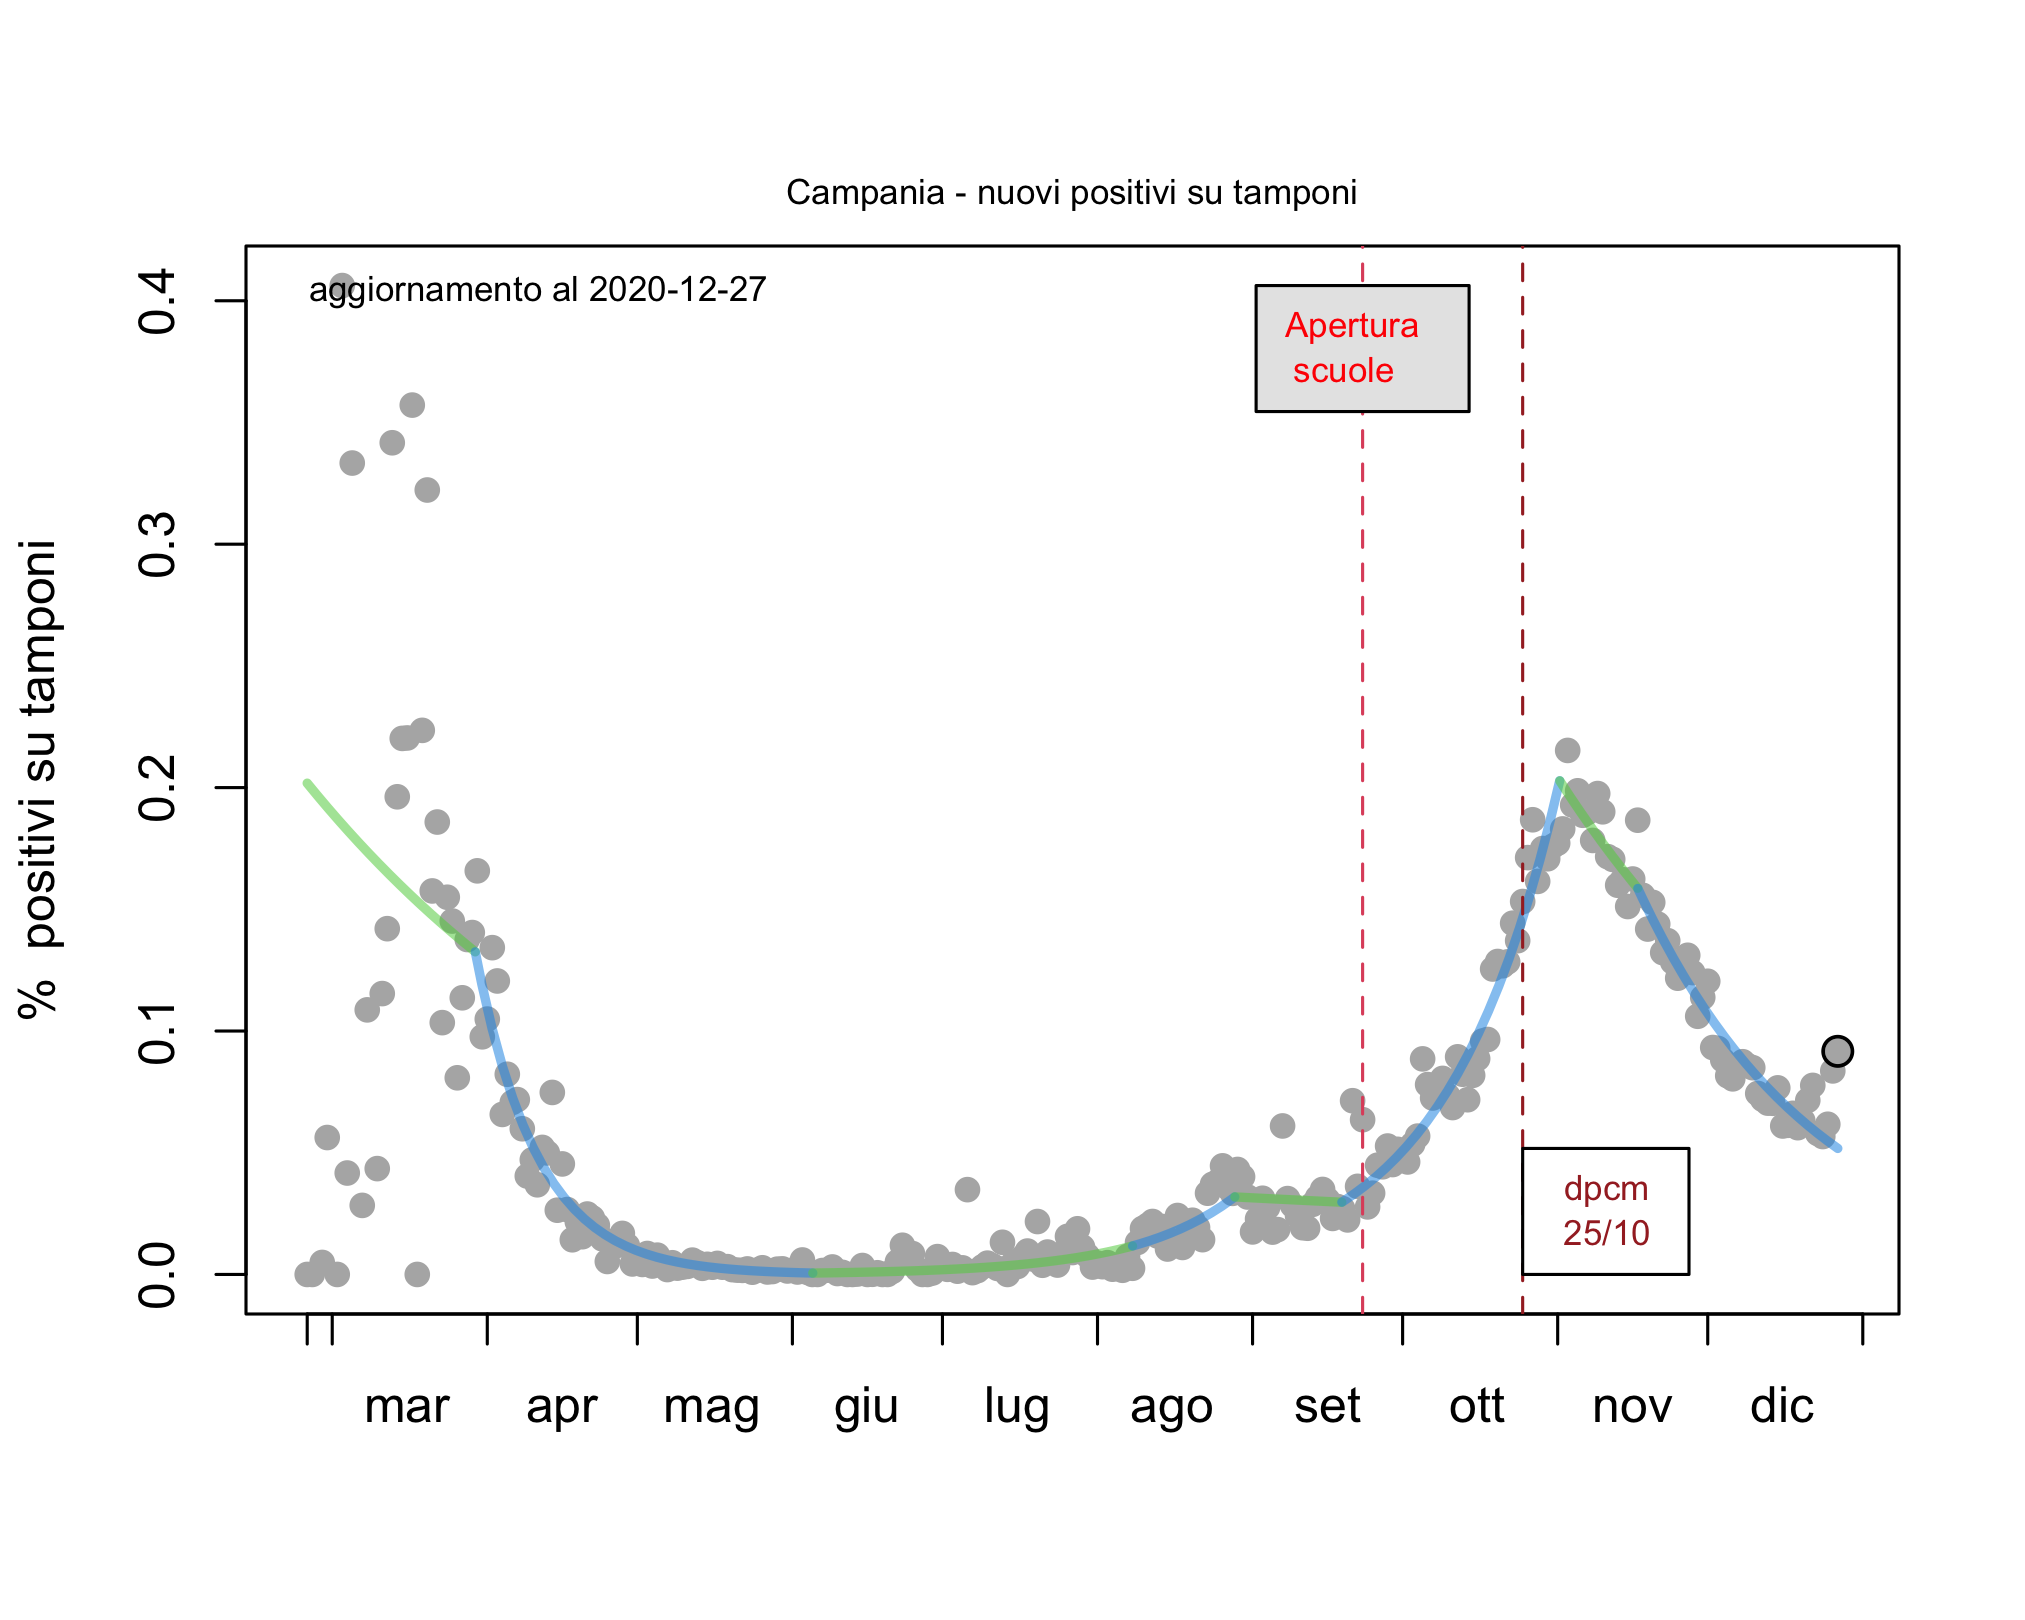 Campania - nuovi positivi su tamponi
aggiornamento al 2020-12-27
Apertura
scuole
% positivi su tamponi
0.4
0.3
0.2
0.1
0.0
dpcm
25/10
mar apr mag giu lug ago set ott nov dic